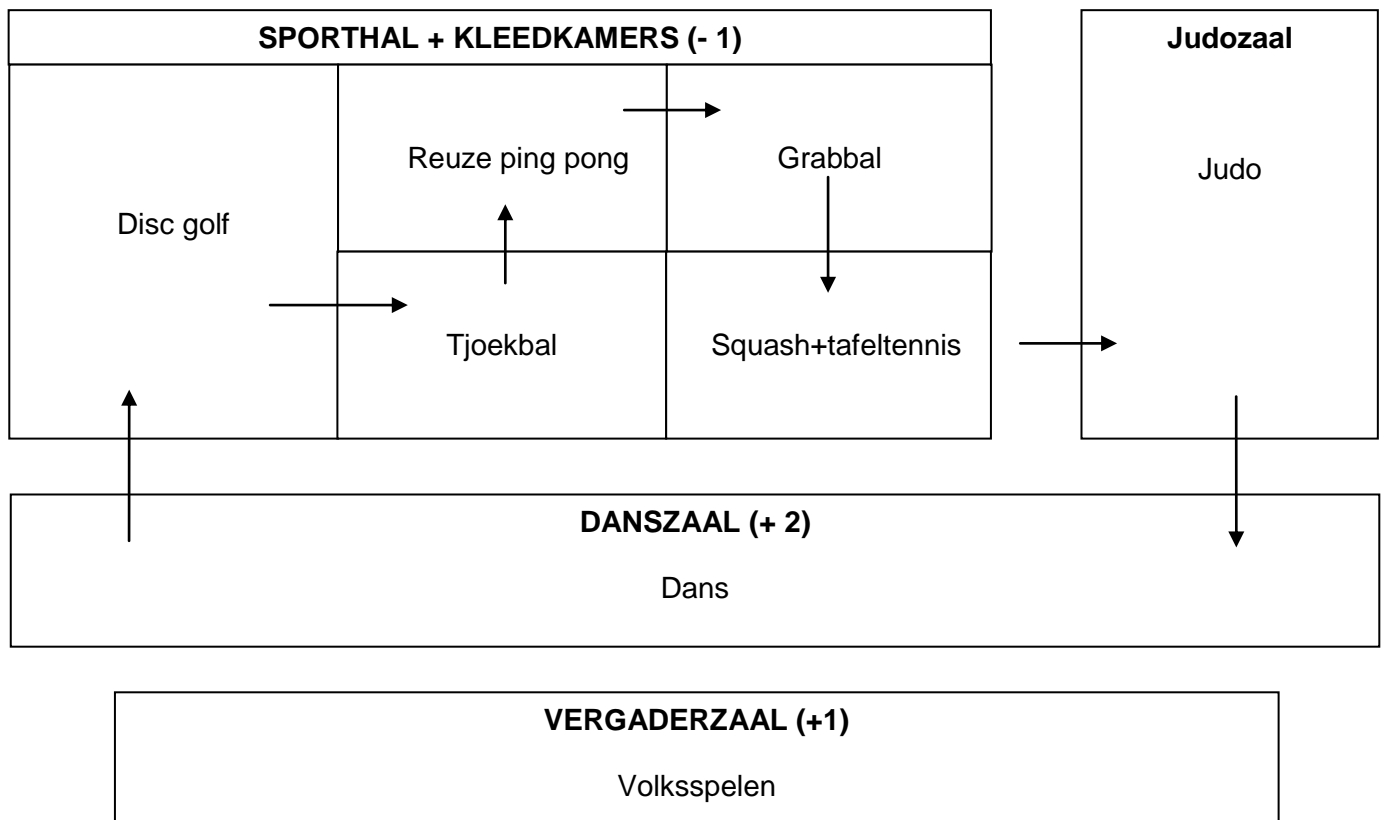 SPORTHAL + KLEEDKAMERS (- 1)
Disc golf
Reuze ping pong
Grabbal
Tjoekbal
Squash+tafeltennis
Judozaal
Judo
DANSZAAL (+ 2)
Dans
VERGADERZAAL (+1)
Volksspelen